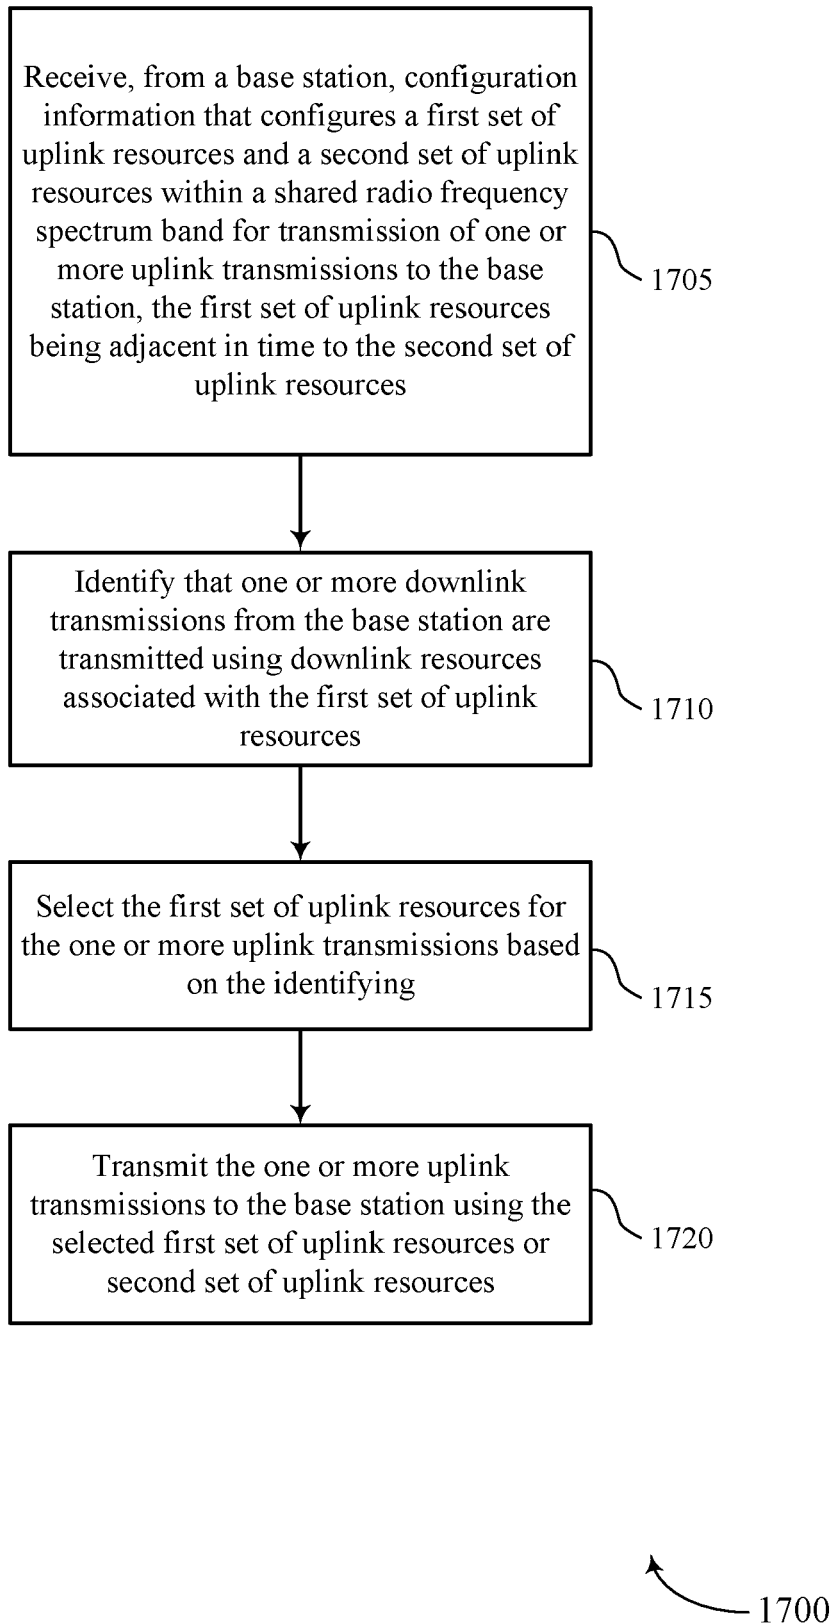 Receive, from a base station, configuration
information that configures a first set of
uplink resources and a second set of uplink
resources within a shared radio frequency
spectrum band for transmission of one or
more uplink transmissions to the base
station, the first set of uplink resources
being adjacent in time to the second set of
uplink resources
1705
Identify that one or more downlink
transmissions from the base station are
transmitted using downlink resources
associated with the first set of uplink
resources
1710
Select the first set of uplink resources for
the one or more uplink transmissions based
on the identifying
1715
Transmit the one or more uplink
transmissions to the base station using the
selected first set of uplink resources or
second set of uplink resources
1720
1700